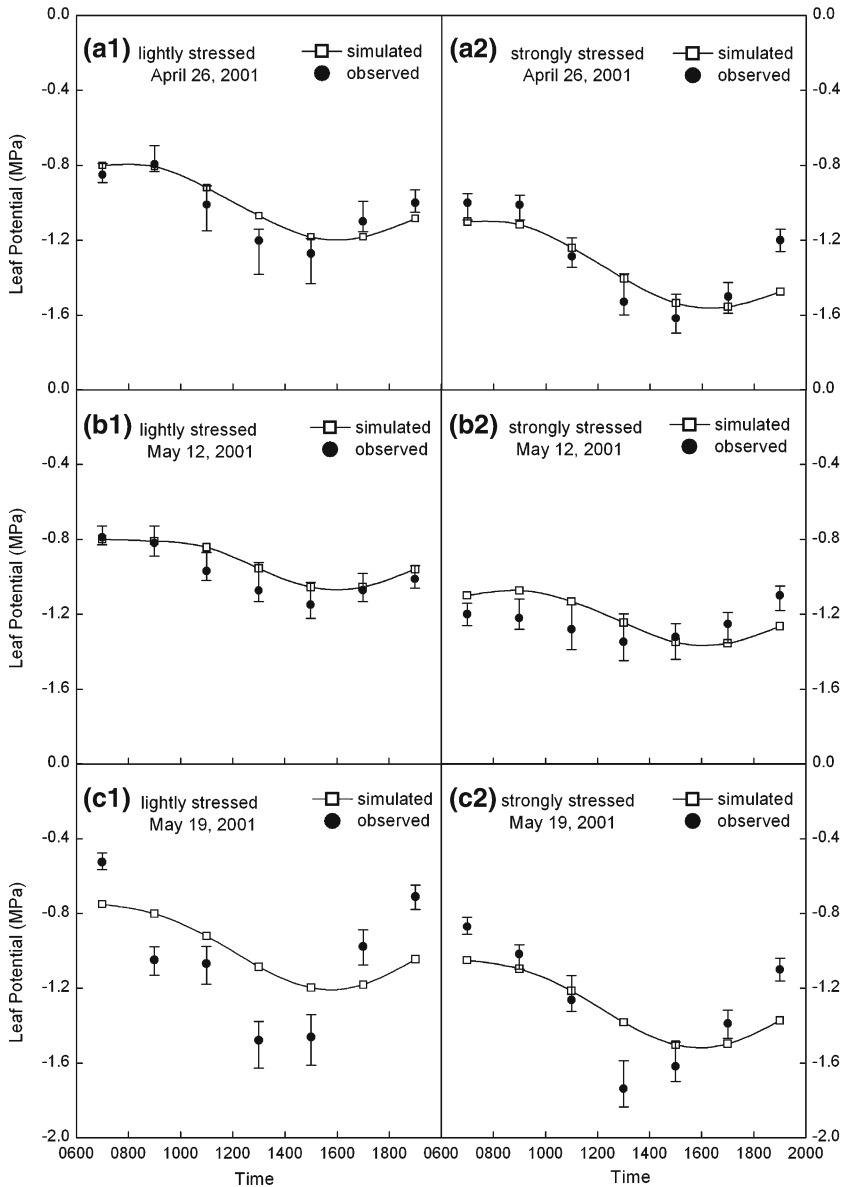 0.0
0.0
(a1) lightly stressed
April 26, 2001
simulated
observed
(a2) strongly stressed
April 26, 2001
simulated
observed
-0.4
-0.4
-0.8
-0.8
-1.2
-1.2
-1.6
-1.6
Leaf Potential (MPa)
0.0
0.0
(b1) lightly stressed
May 12, 2001
simulated
observed
(b2) strongly stressed
May 12, 2001
simulated
observed
-0.4
-0.4
-0.8
-0.8
-1.2
-1.2
-1.6
-1.6
Leaf Potential (MPa)
0.0
0.0
(c1) lightly stressed
May 19, 2001
simulated
observed
(c2) strongly stressed
May 19, 2001
simulated
observed
-0.4
-0.4
-0.8
-0.8
-1.2
-1.2
-1.6
-1.6
-2.0
-2.0
Leaf Potential (MPa)
0600 800 1000 1200 1400 1600 1800 0600 800 1000 1200 1400 1600 1800 2000
Time
Time